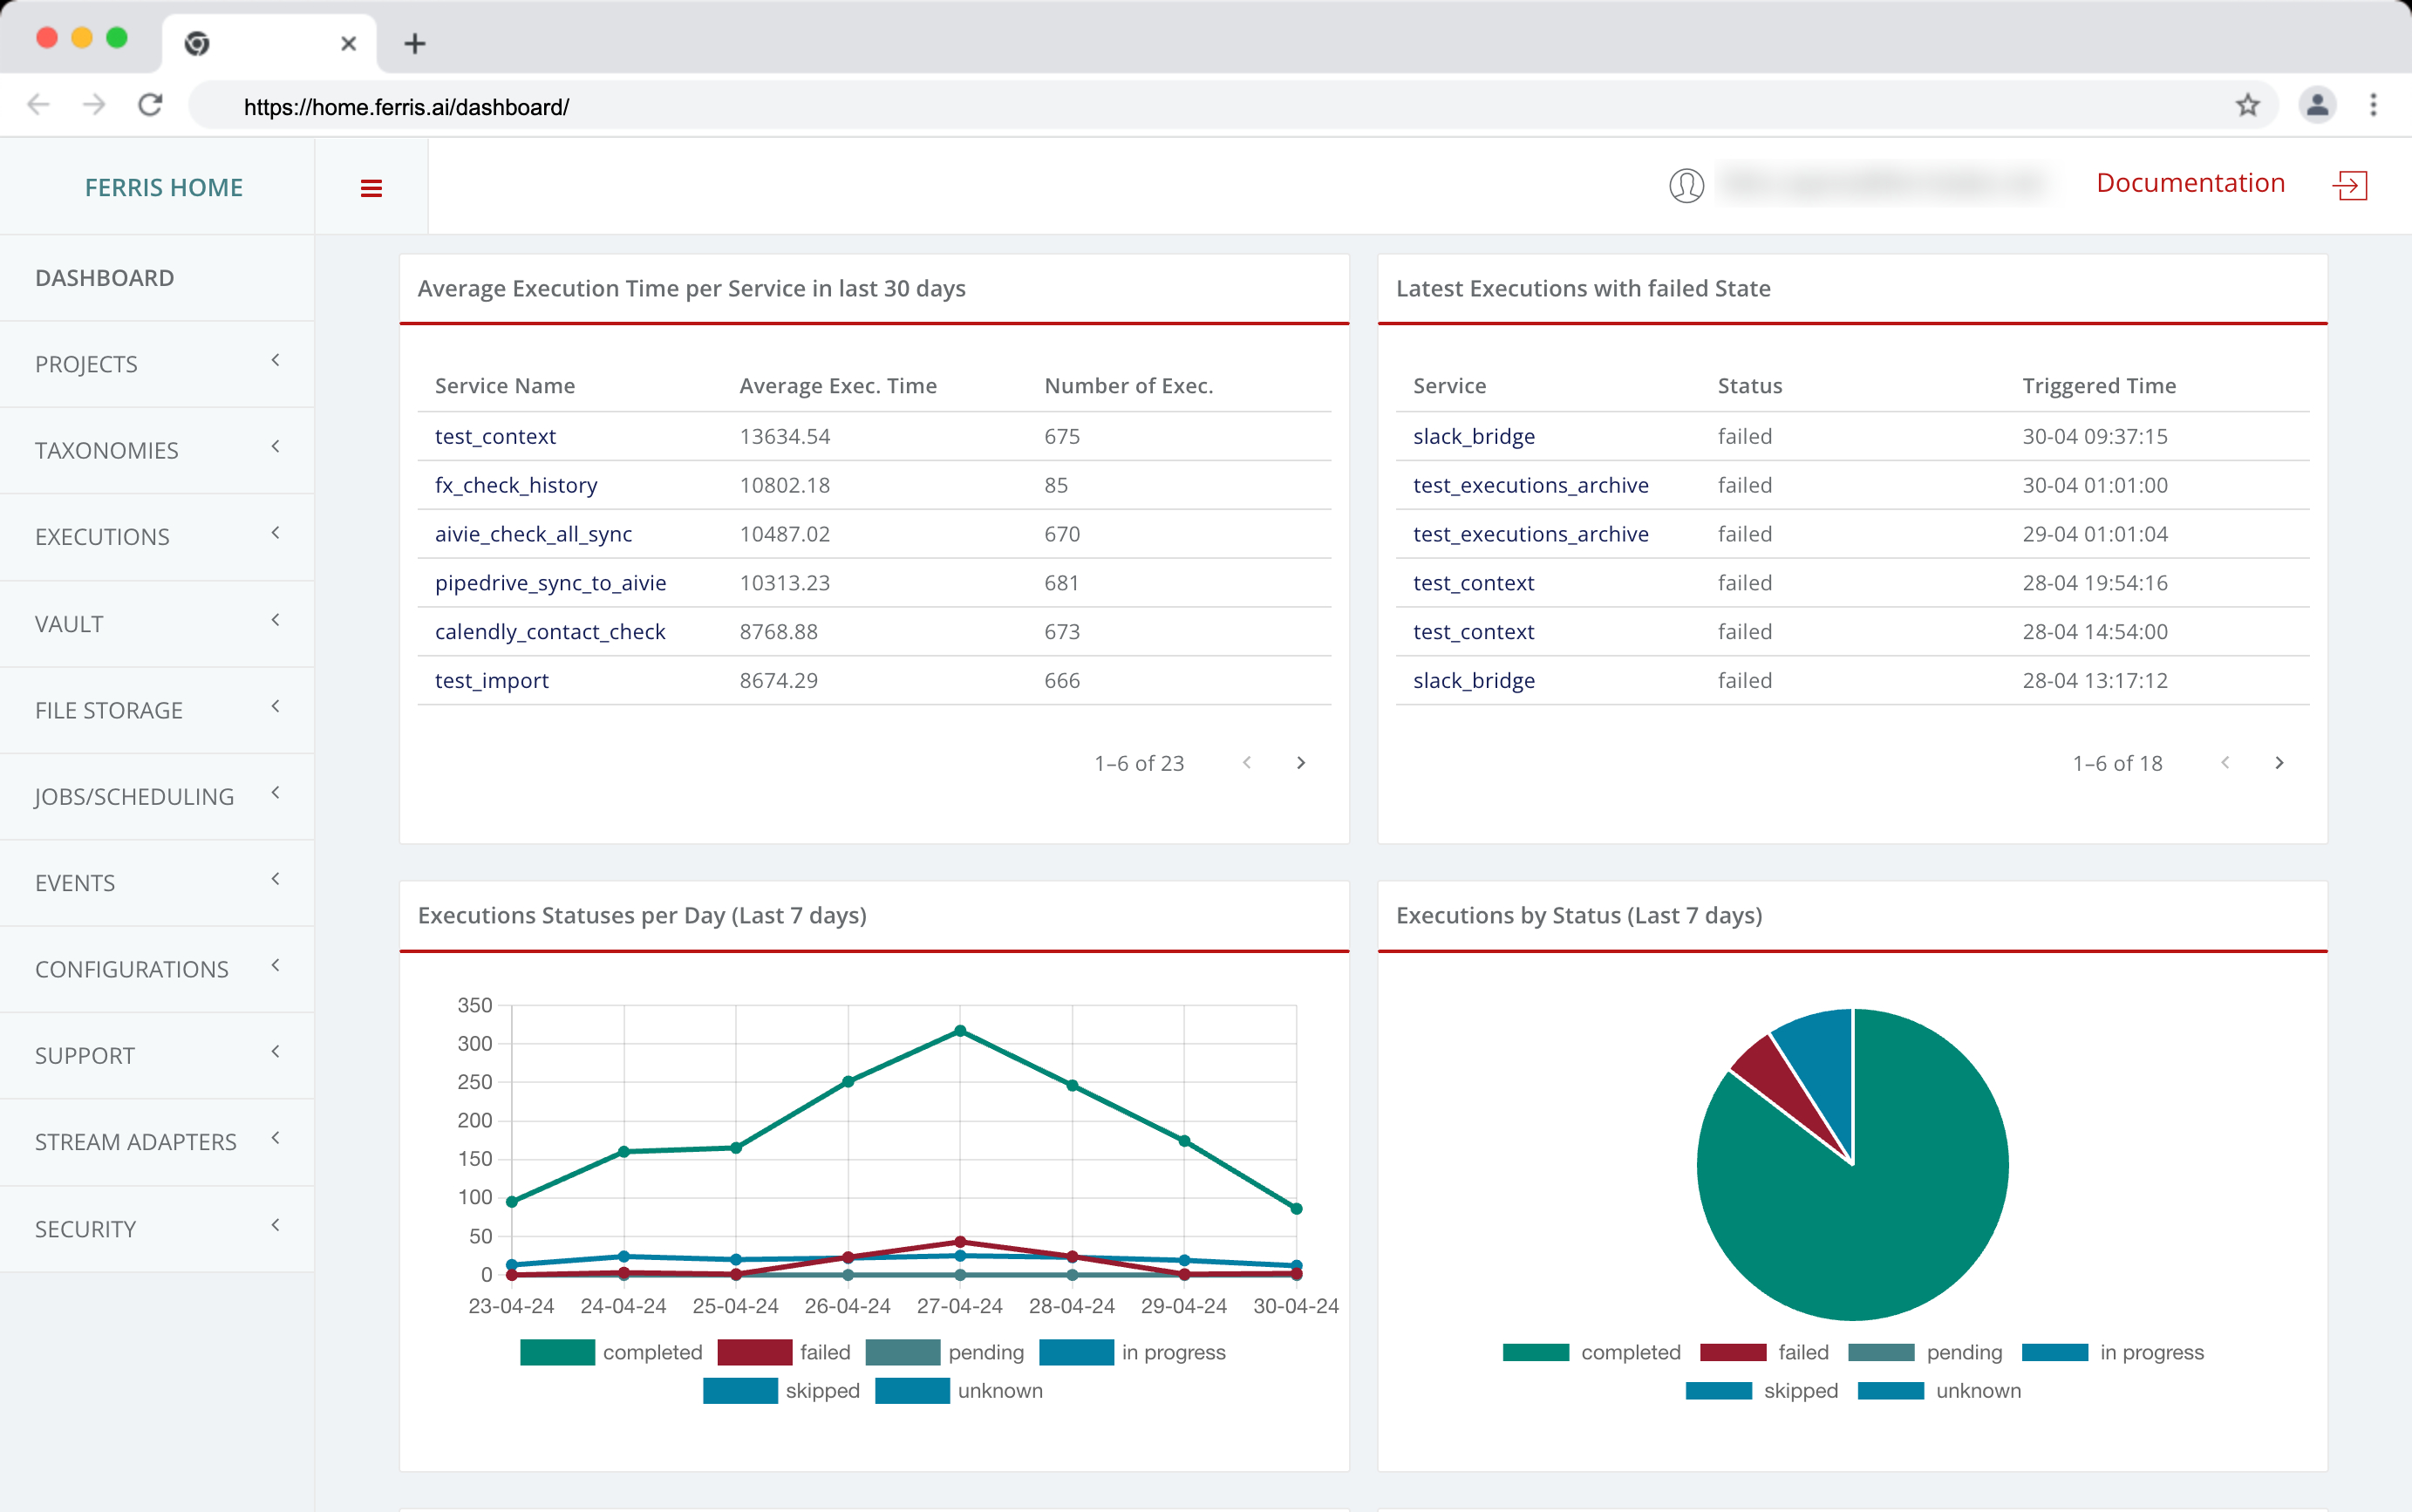 https://home.ferris.ai/dashboard/
FERRIS HOME
Documentation
DASHBOARD
PROJECTS
TAXONOMIES
EXECUTIONS
VAULT
FILE STORAGE
JOBS/SCHEDULING
EVENTS
CONFIGURATIONS
SUPPORT
STREAM ADAPTERS
SECURITY
Average Execution Time per Service in last 30 days
Service Name Average Exec. Time Number of Exec.
test_context 13634.54 675
fx_check_history 10802.18 85
aivie_check_all_sync 10487.02 670
pipedrive_sync_to_aivie 10313.23 681
calendly_contact_check 8768.88 673
test_import 8674.29 666
1–6 of 23
Latest Executions with failed State
Service Status Triggered Time
slack_bridge failed 30-04 09:37:15
test_executions_archive failed 30-04 01:01:00
test_executions_archive failed 29-04 01:01:04
test_context failed 28-04 19:54:16
test_context failed 28-04 14:54:00
slack_bridge failed 28-04 13:17:12
1–6 of 18
Executions Statuses per Day (Last 7 days)
350
300
250
200
150
100
50
0
23-04-24 24-04-24 25-04-24 26-04-24 27-04-24 28-04-24 29-04-24 30-04-24
completed failed pending in progress
skipped unknown
Executions by Status (Last 7 days)
completed failed pending in progress
skipped unknown